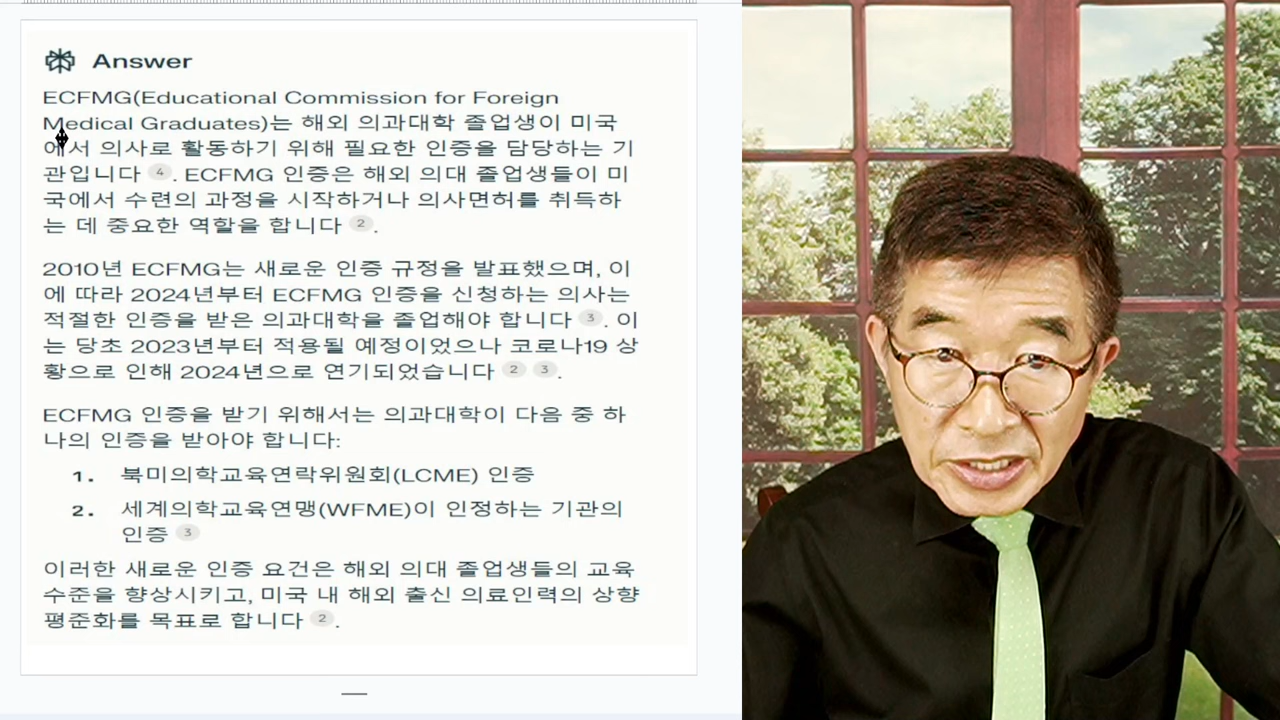 Answer
ECFMG(Educational Commission for Foreign
Medical Graduates)는 해외 의과대학 졸업생이 미국
에서 의사로 활동하기 위해 필요한 인증을 담당하는 기
관입니다 4. ECFMG 인증은 해외 의대 졸업생들이 미
국에서 수련의 과정을 시작하거나 의사면허를 취득하
는 데 중요한 역할을 합니다 2.
2010년 ECFMG는 새로운 인증 규정을 발표했으며, 이
에 따라 2024년부터 ECFMG 인증을 신청하는 의사는
적절한 인증을 받은 의과대학을 졸업해야 합니다 3. 이
는 당초 2023년부터 적용될 예정이었으나 코로나19 상
황으로 인해 2024년으로 연기되었습니다 2 3.
ECFMG 인증을 받기 위해서는 의과대학이 다음 중 하
나의 인증을 받아야 합니다:
1. 북미의학교육연락위원회(LCME) 인증
2. 세계의학교육연맹(WFME)이 인정하는 기관의
인증 3
이러한 새로운 인증 요건은 해외 의대 졸업생들의 교육
수준을 향상시키고, 미국 내 해외 출신 의료인력의 상향
평준화를 목표로 합니다 2.